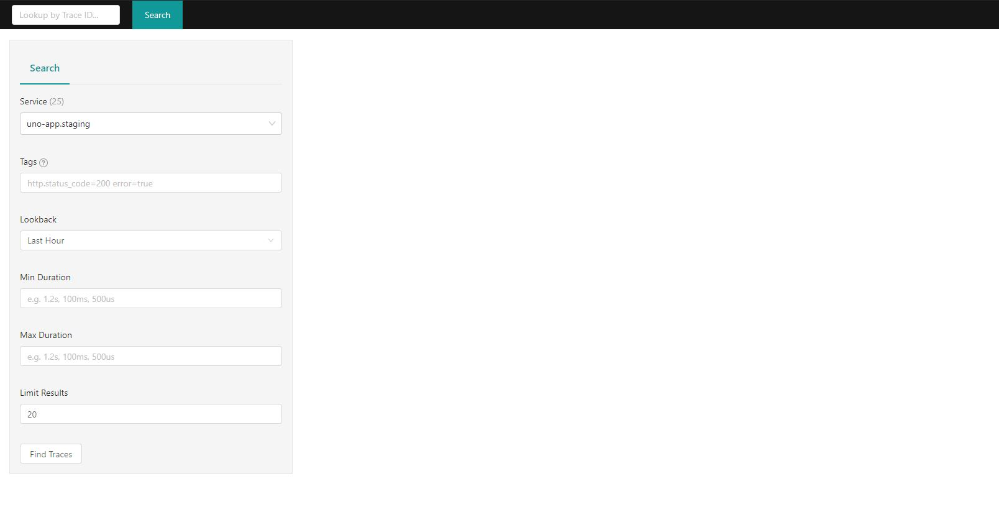 Lookup by Trace ID...
Search
Search
Service (25)
uno-app.staging
Tags ?
http.status_code=200 error=true
Lookback
Last Hour
Min Duration
e.g. 1.2s, 100ms, 500us
Max Duration
e.g. 1.2s, 100ms, 500us
Limit Results
20
Find Traces